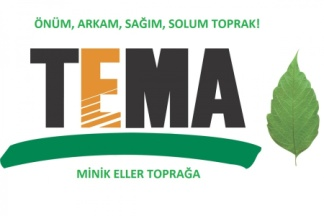 ÖNÜM, ARKAM, SAĞIM, SOLUM TOPRAK!
TEMA
MİNİK ELLER TOPRAĞA